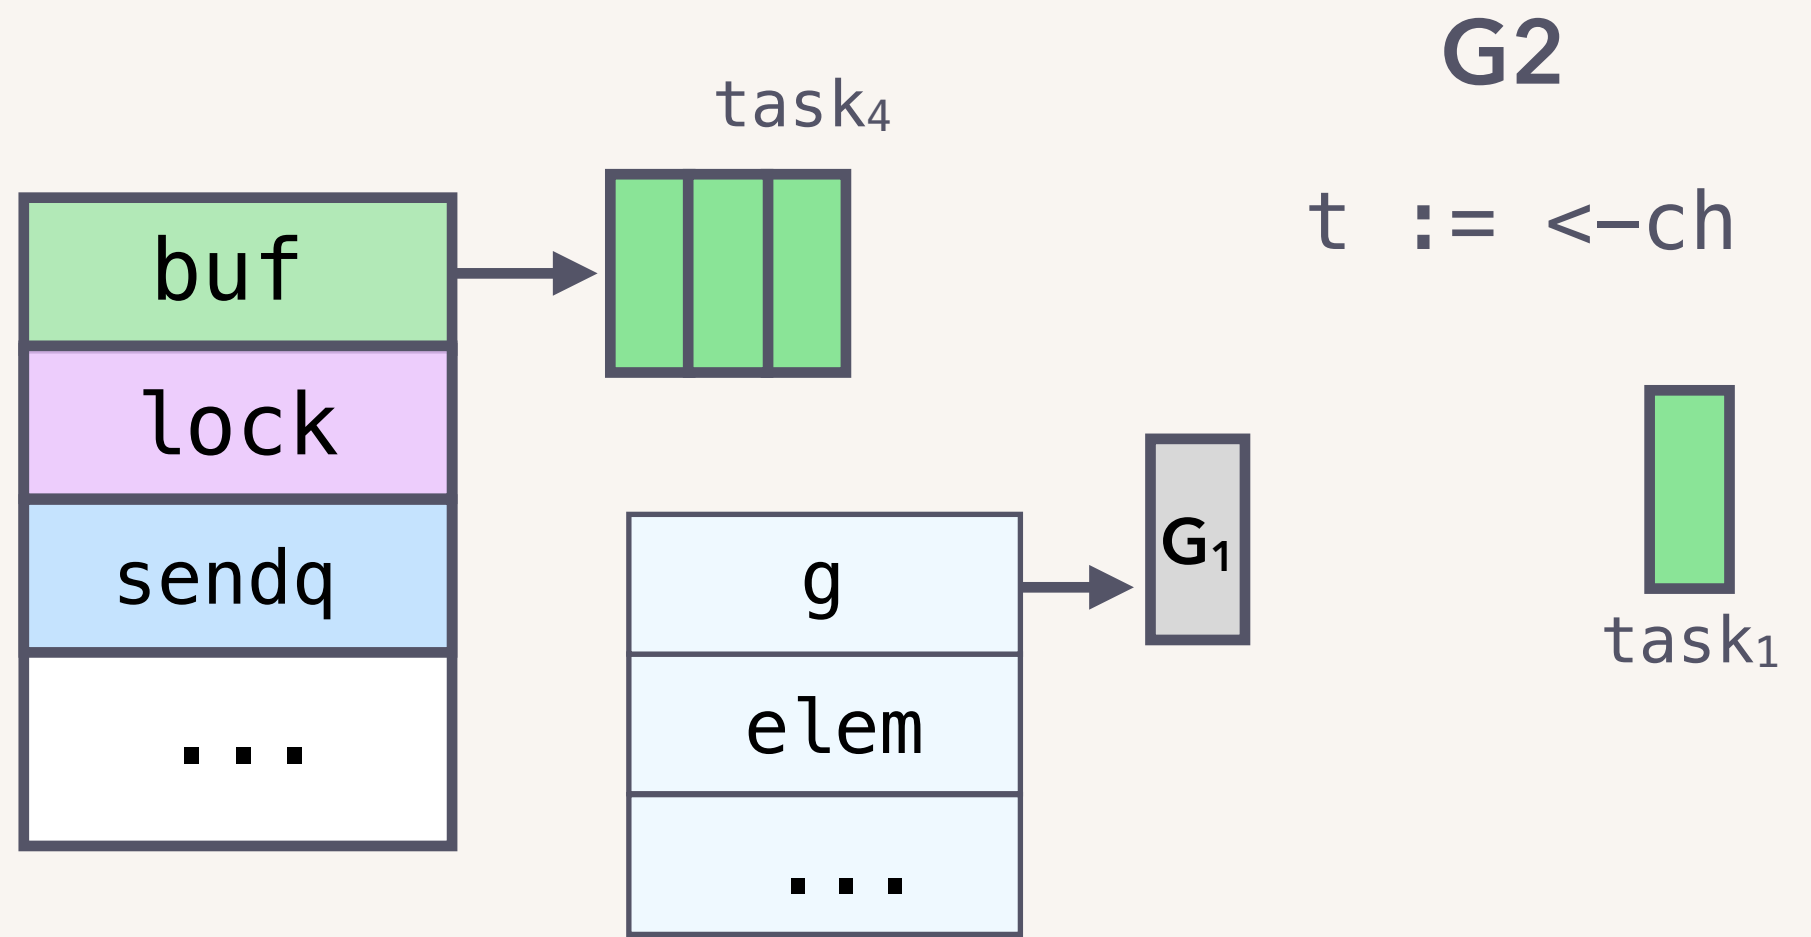 G2
task₄
t := <-ch
buf
lock
sendq
...
g
elem
...
G₁
task₁